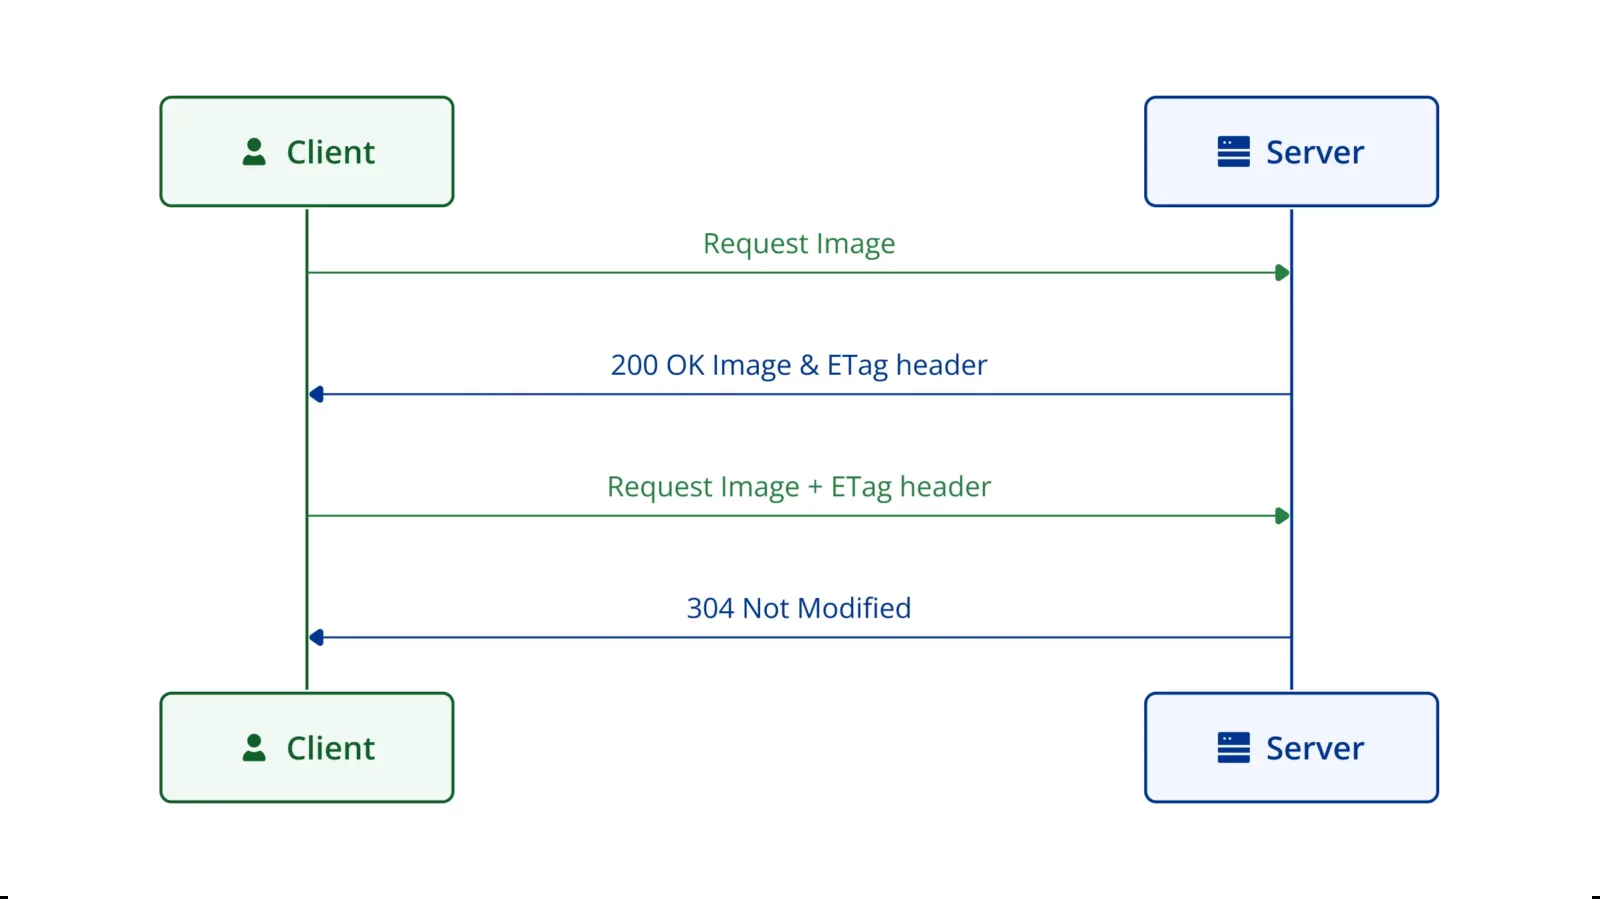 Client
Server
Request Image
200 OK Image & ETag header
Request Image + ETag header
304 Not Modified
Client
Server